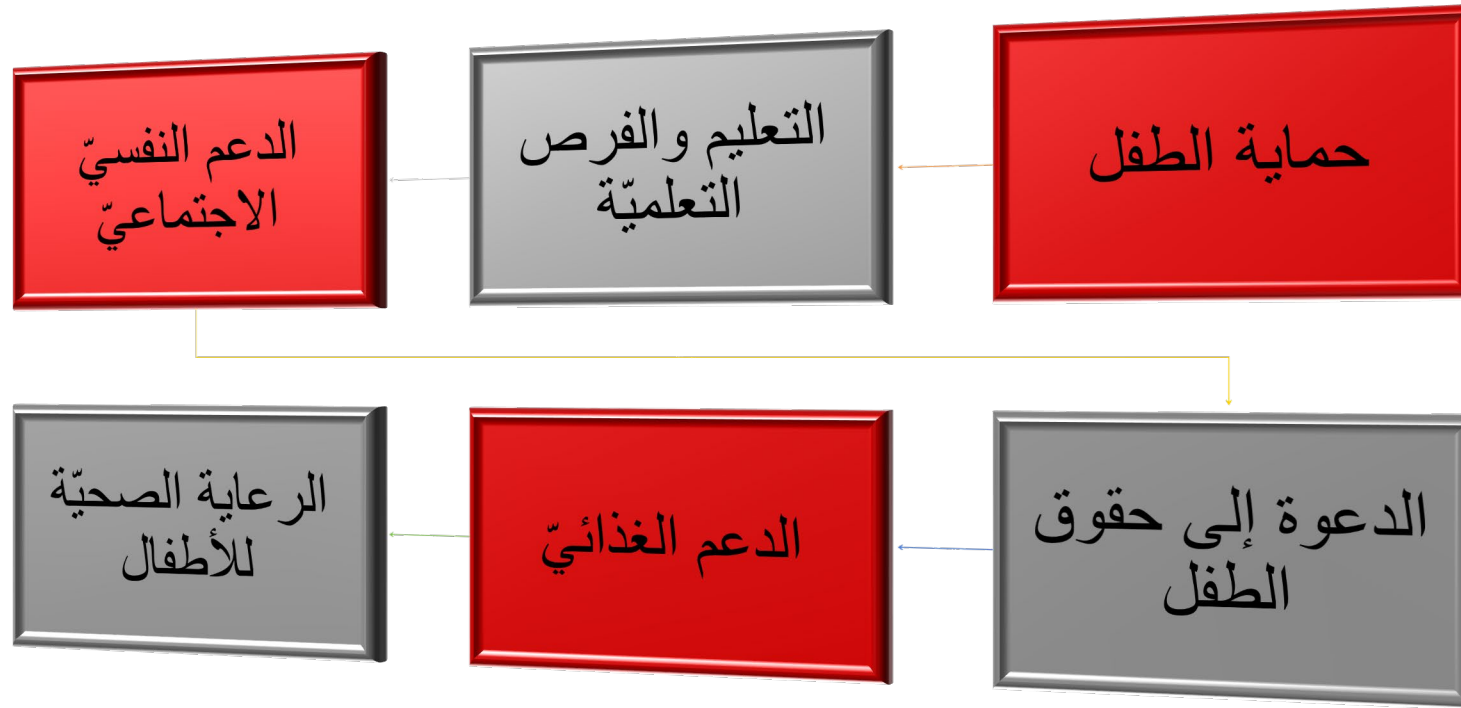 حماية الطفل
التعليم والفرص
التعلميّة
الدعم النفسيّ
الاجتماعيّ
الدعوة إلى حقوق
الطفل
الدعم الغذائيّ
الرعاية الصحيّة
للأطفال